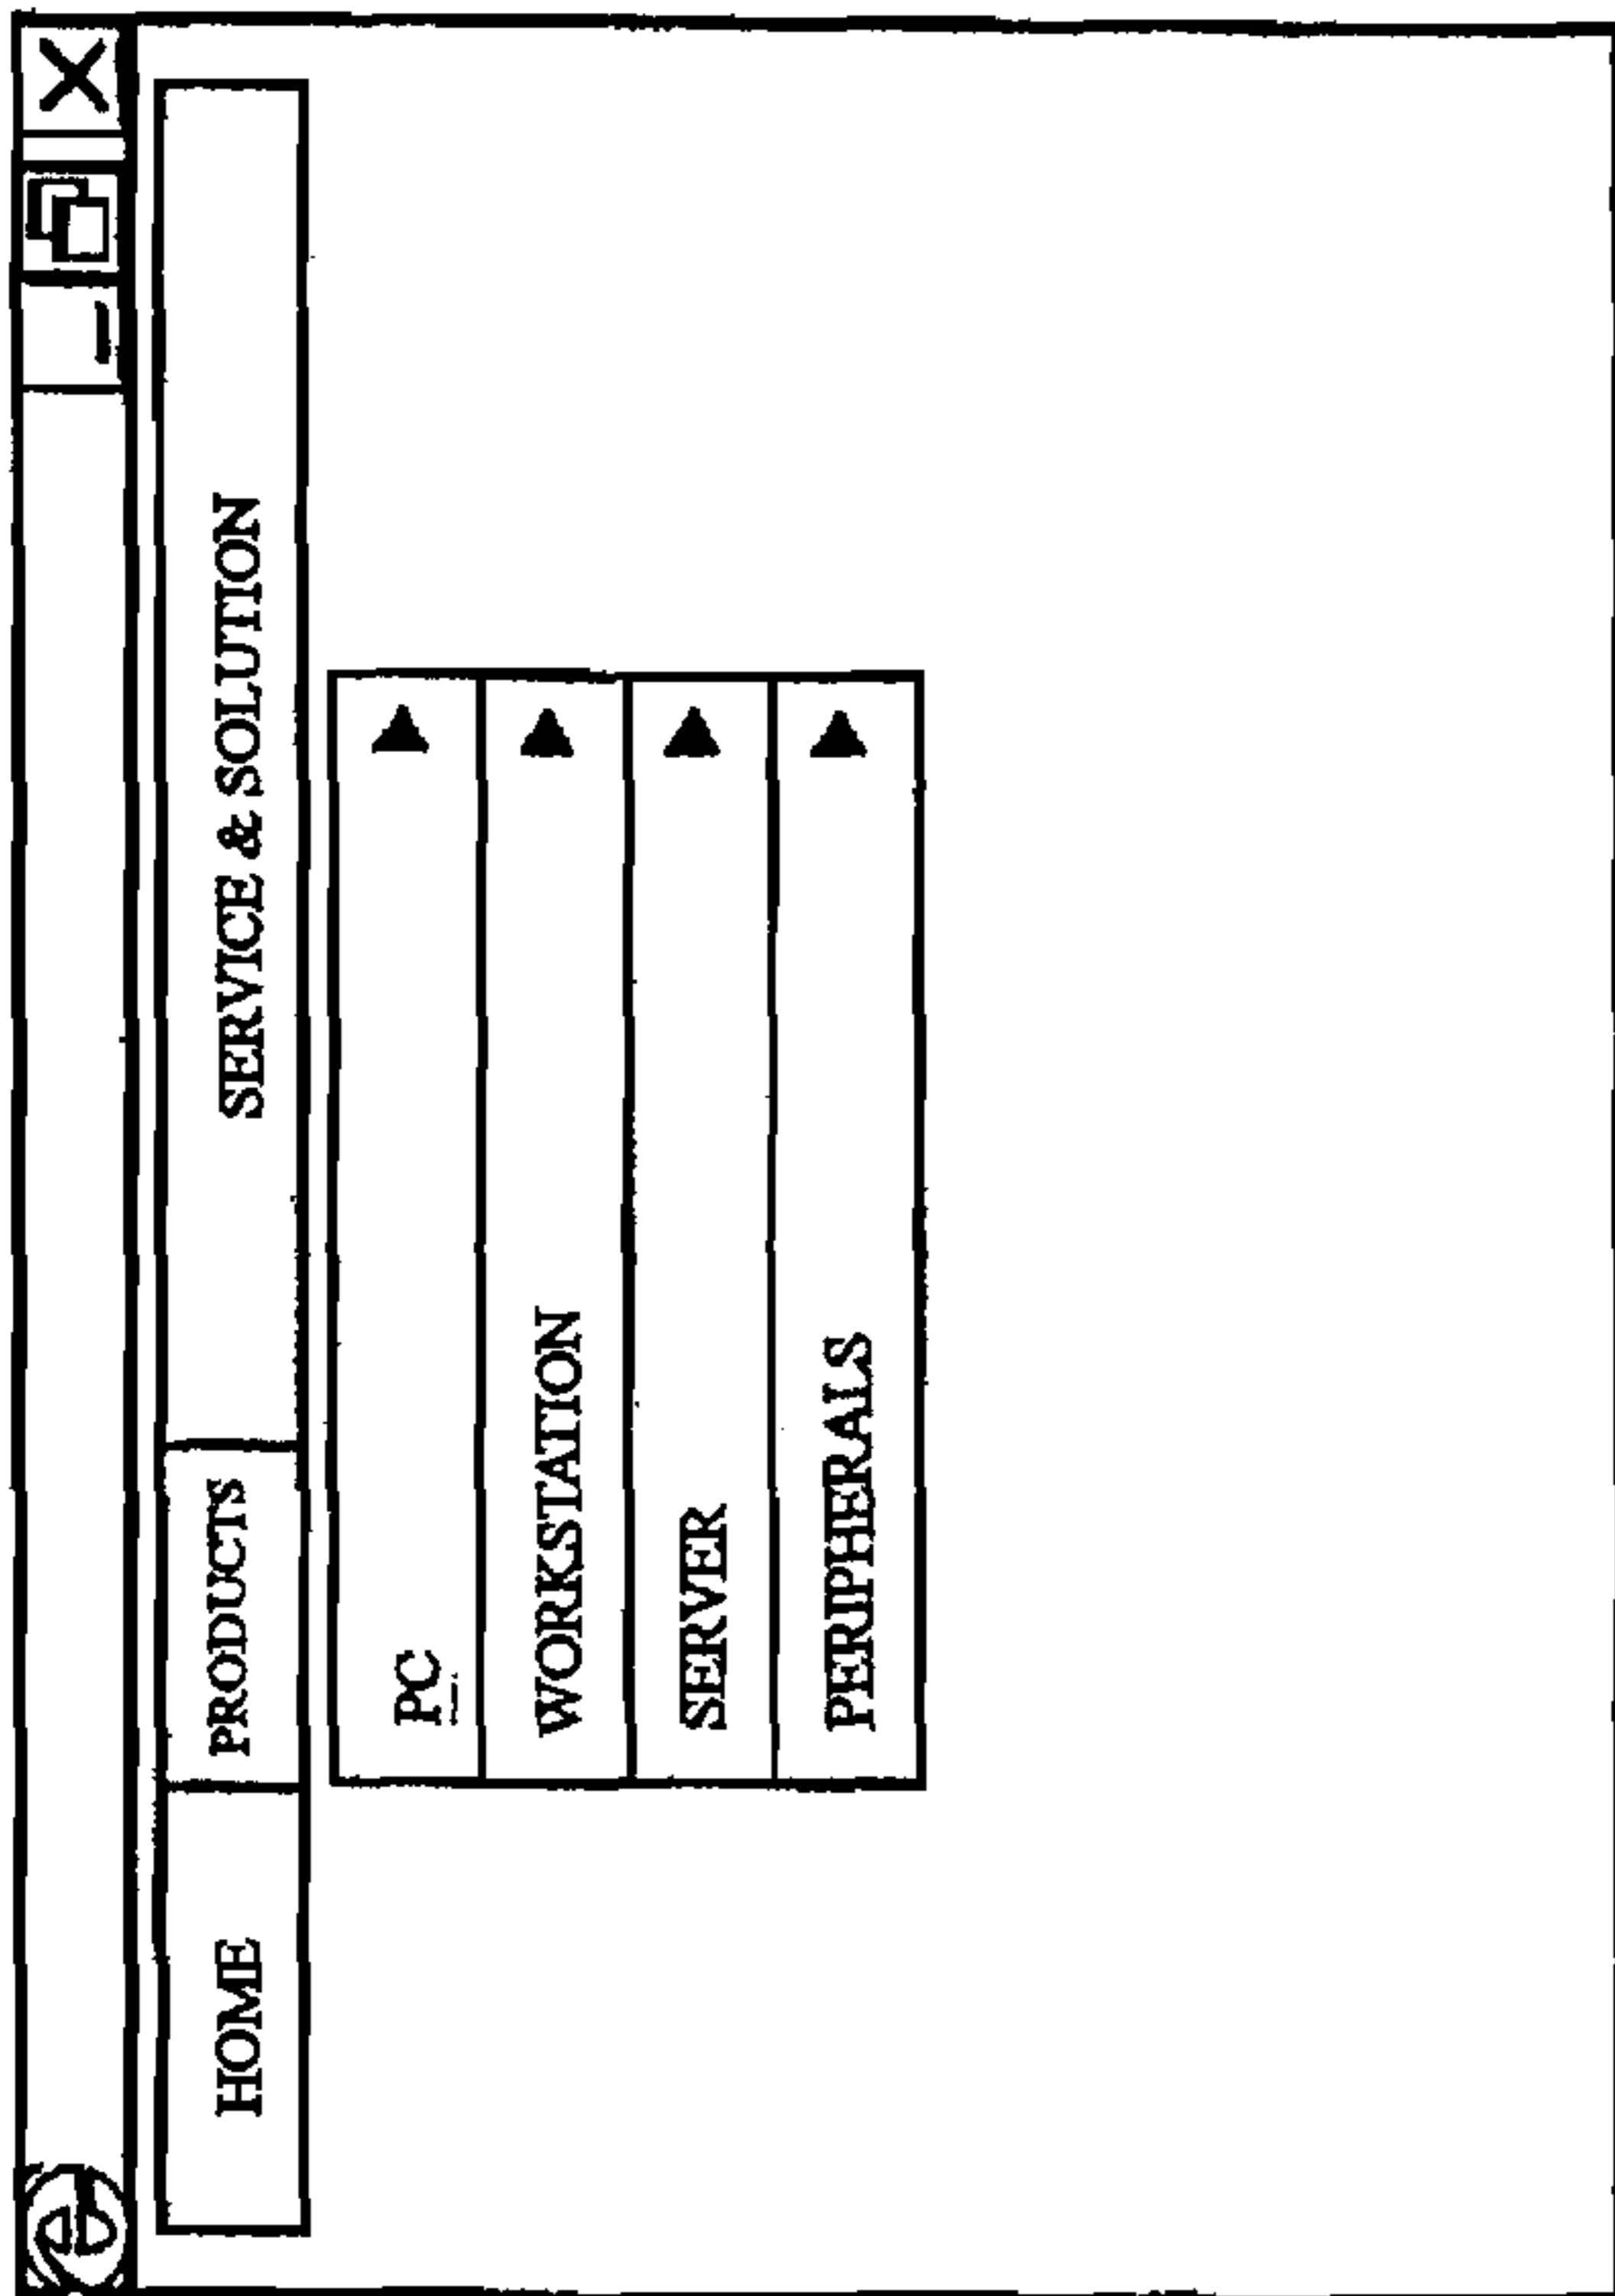 HOME PRODUCTS SERVICE & SOLUTION
PC
WORKSTATION
SERVER
PERIPHERALS